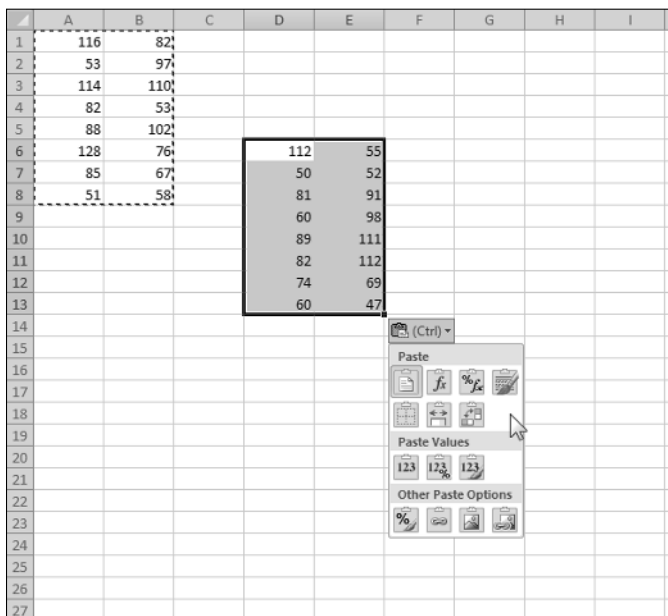 A B C D E F G H I
1 116 82
2 53 97
3 114 110
4 82 53
5 88 102
6 128 76 112 55
7 85 67 50 52
8 51 58 81 91
9 60 98
10 89 111
11 82 112
12 74 69
13 60 47
14 (Ctrl)
15 Paste
16
17 fx %fx
18
19 Paste Values
20
21 123 123% 123
22 Other Paste Options
23 %
24
25
26
27